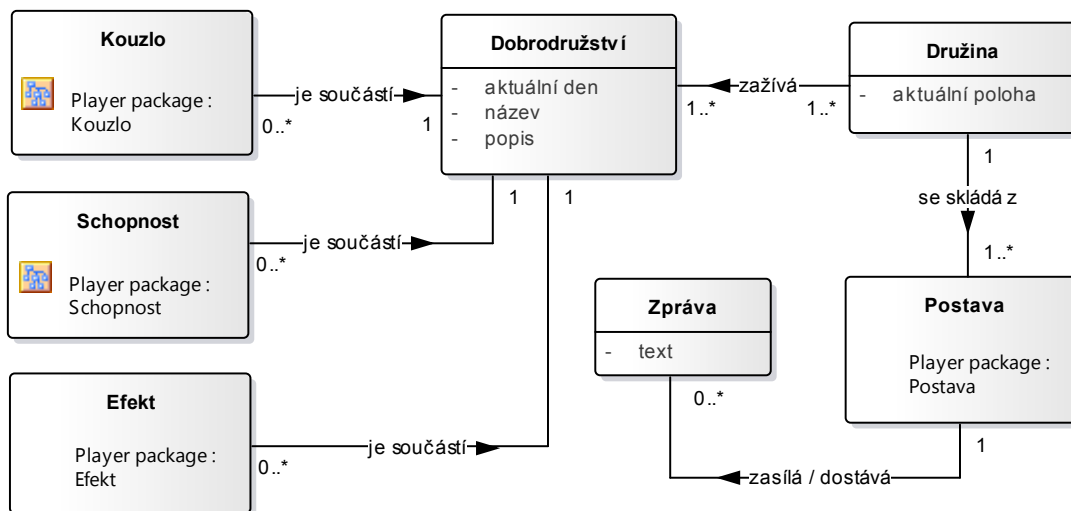 Kouzlo
Player package :
Kouzlo
je součástí
0..*
1
Dobrodružství
- aktuální den
- název
- popis
1..*
zažívá
1..*
Družina
- aktuální poloha
1
se skládá z
1..*
Schopnost
Player package :
Schopnost
je součástí
0..*
1
1
Zpráva
- text
0..*
Postava
Player package :
Postava
1
zasílá / dostává
Efekt
Player package :
Efekt
je součástí
0..*